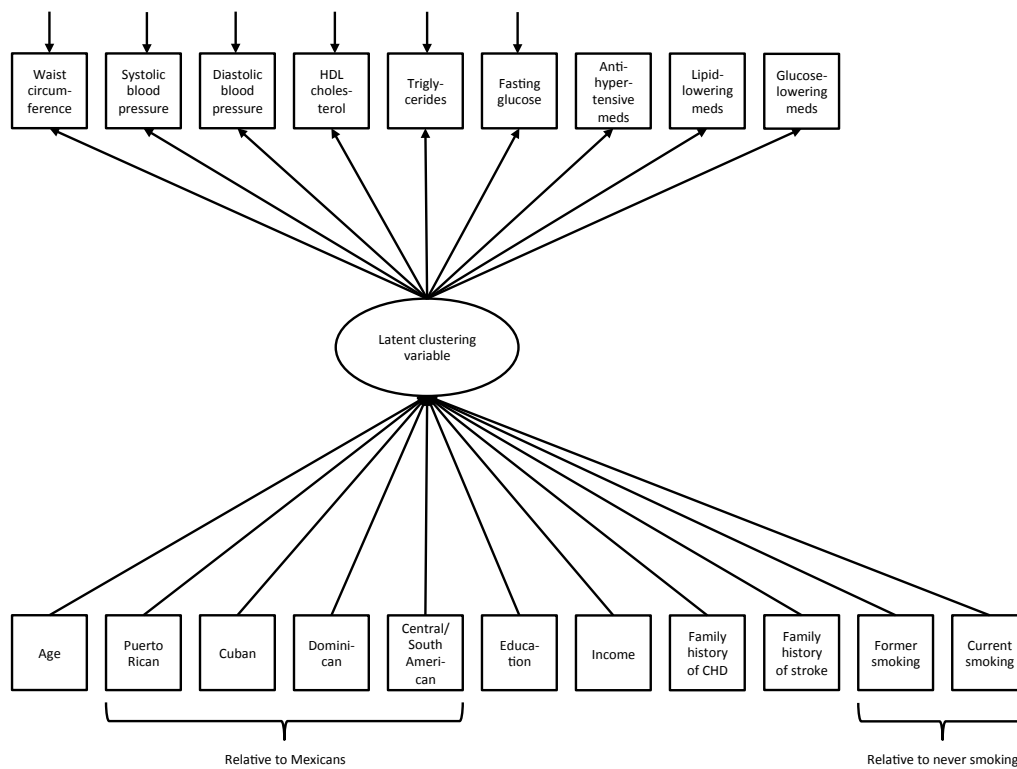 Waist
circum-
ference
Systolic
blood
pressure
Diastolic
blood
pressure
HDL
choles-
terol
Trigly-
cerides
Fasting
glucose
Anti-
hyper-
tensive
meds
Lipid-
lowering
meds
Glucose-
lowering
meds
Latent clustering
variable
Age
Puerto
Rican
Cuban
Domini-
can
Central/
South
Ameri-
can
Educa-
tion
Income
Family
history
of CHD
Family
history
of stroke
Former
smoking
Current
smoking
Relative to Mexicans
Relative to never smoking